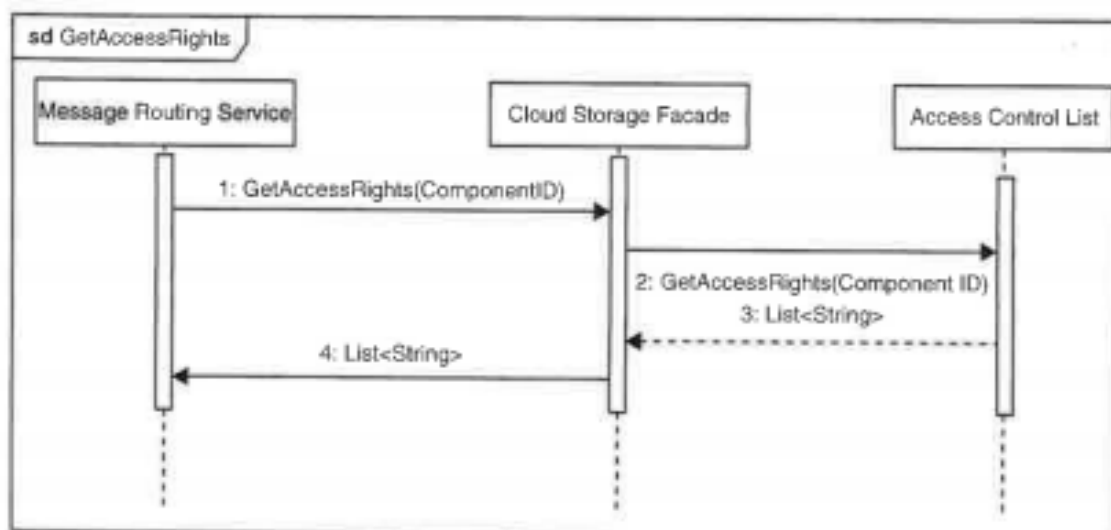 sd GetAccessRights
Message Routing Service
Cloud Storage Facade
Access Control List
1: GetAccessRights(ComponentID)
2: GetAccessRights(Component ID)
3: List<String>
4: List<String>